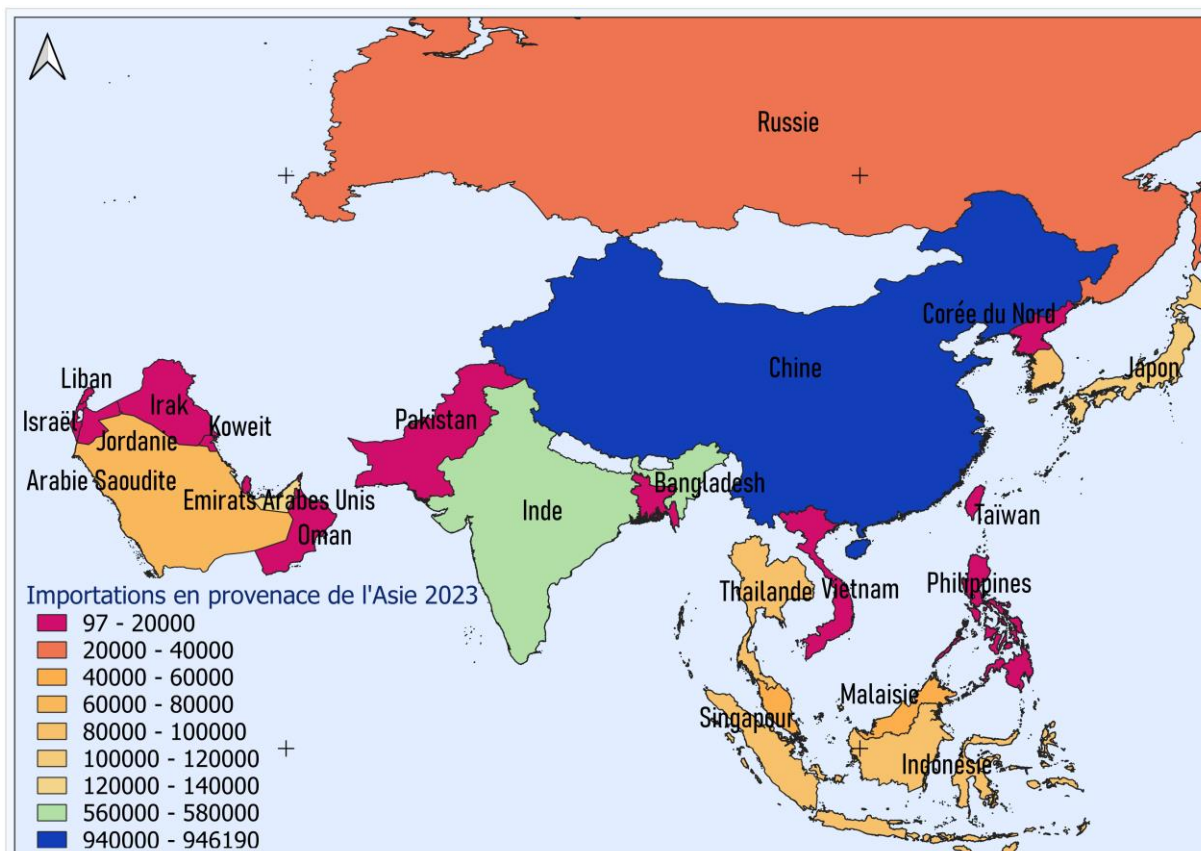 Russie
Corée du Nord
Chine
Japon
Liban
Irak
Israël
Koweit
Pakistan
Jordanie
Arabie Saoudite
Emirats Arabes Unis
Bangladesh
Inde
Oman
Taïwan
Thailande
Vietnam
Philippines
Malaisie
Singapour
Indonésie
Importations en provenace de l'Asie 2023
97 - 20000
20000 - 40000
40000 - 60000
60000 - 80000
80000 - 100000
100000 - 120000
120000 - 140000
560000 - 580000
940000 - 946190